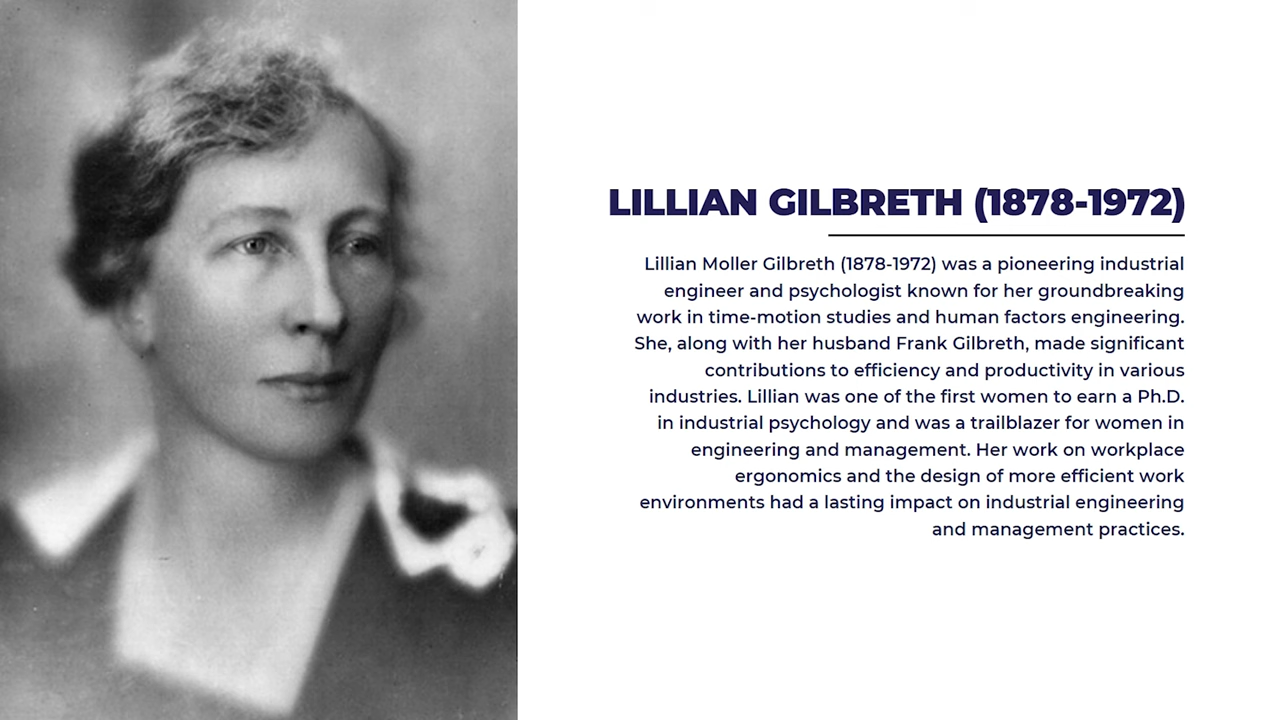 LILLIAN GILBRETH (1878-1972)
Lillian Moller Gilbreth (1878-1972) was a pioneering industrial
engineer and psychologist known for her groundbreaking
work in time-motion studies and human factors engineering.
She, along with her husband Frank Gilbreth, made significant
contributions to efficiency and productivity in various
industries. Lillian was one of the first women to earn a Ph.D.
in industrial psychology and was a trailblazer for women in
engineering and management. Her work on workplace
ergonomics and the design of more efficient work
environments had a lasting impact on industrial engineering
and management practices.